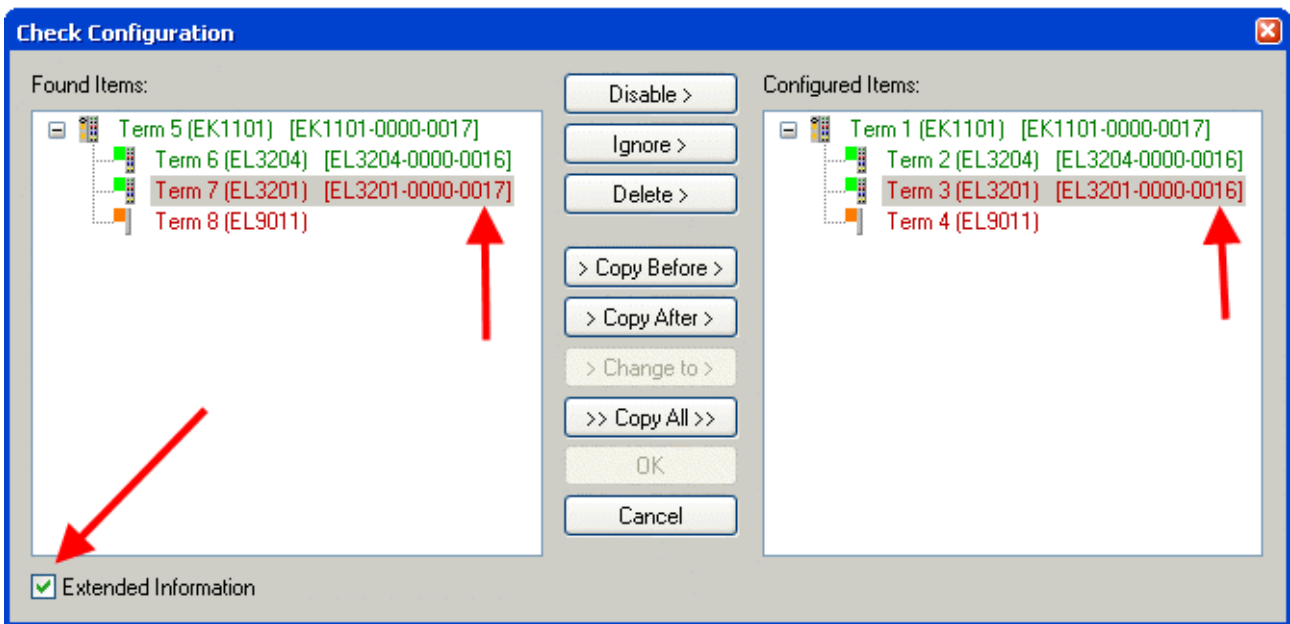 Check Configuration
Found Items:
Term 5 (EK1101) [EK1101-0000-0017]
Term 6 (EL3204) [EL3204-0000-0016]
Term 7 (EL3201) [EL3201-0000-0017]
Term 8 (EL9011)
Disable >
Ignore >
Delete >
> Copy Before >
> Copy After >
> Change to >
>> Copy All >>
OK
Cancel
Configured Items:
Term 1 (EK1101) [EK1101-0000-0017]
Term 2 (EL3204) [EL3204-0000-0016]
Term 3 (EL3201) [EL3201-0000-0016]
Term 4 (EL9011)
Extended Information